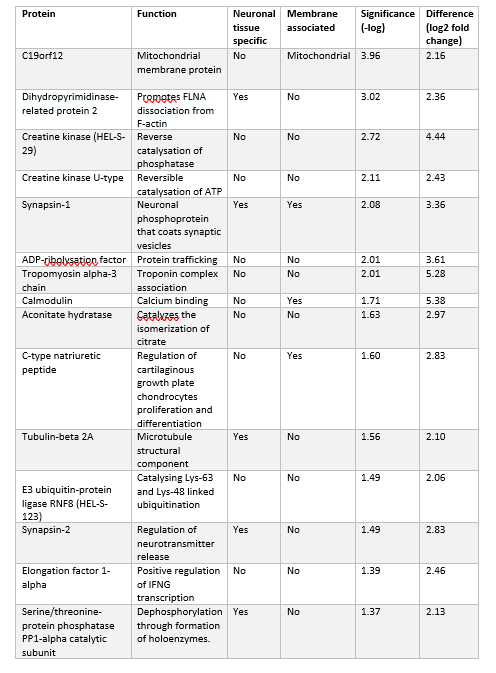 Protein Function Neuronal tissue specific Membrane associated Significance (-log) Difference (log2 fold change)
C19orf12 Mitochondrial membrane protein No Mitochondrial 3.96 2.16
Dihydropyrimidinase-related protein 2 Promotes FLNA dissociation from F-actin Yes No 3.02 2.36
Creatine kinase (HEL-S-29) Reverse catalysation of phosphatase No No 2.72 4.44
Creatine kinase U-type Reversible catalysation of ATP No No 2.11 2.43
Synapsin-1 Neuronal phosphoprotein that coats synaptic vesicles Yes Yes 2.08 3.36
ADP-ribolysation factor Protein trafficking No No 2.01 3.61
Tropomyosin alpha-3 chain Troponin complex association No No 2.01 5.28
Calmodulin Calcium binding No Yes 1.71 5.38
Aconitate hydratase Catalyzes the isomerization of citrate No No 1.63 2.97
C-type natriuretic peptide Regulation of cartilaginous growth plate chondrocytes proliferation and differentiation No Yes 1.60 2.83
Tubulin-beta 2A Microtubule structural component Yes No 1.56 2.10
E3 ubiquitin-protein ligase RNF8 (HEL-S-123) Catalysing Lys-63 and Lys-48 linked ubiquitination No No 1.49 2.06
Synapsin-2 Regulation of neurotransmitter release Yes No 1.49 2.83
Elongation factor 1-alpha Positive regulation of IFNG transcription No No 1.39 2.46
Serine/threonine-protein phosphatase PP1-alpha catalytic subunit Dephosphorylation through formation of holoenzymes. Yes No 1.37 2.13